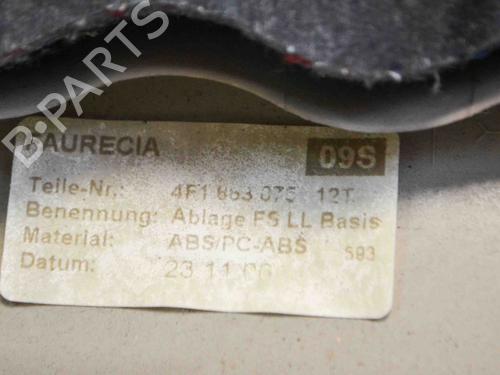 B-PARTS
AURECIA 09S
Teile-Nr.: 4F1 863 075 12T
Benennung: Ablage FS LL Basis
Material: ABS/PC-ABS 593
Datum: 23 11 06